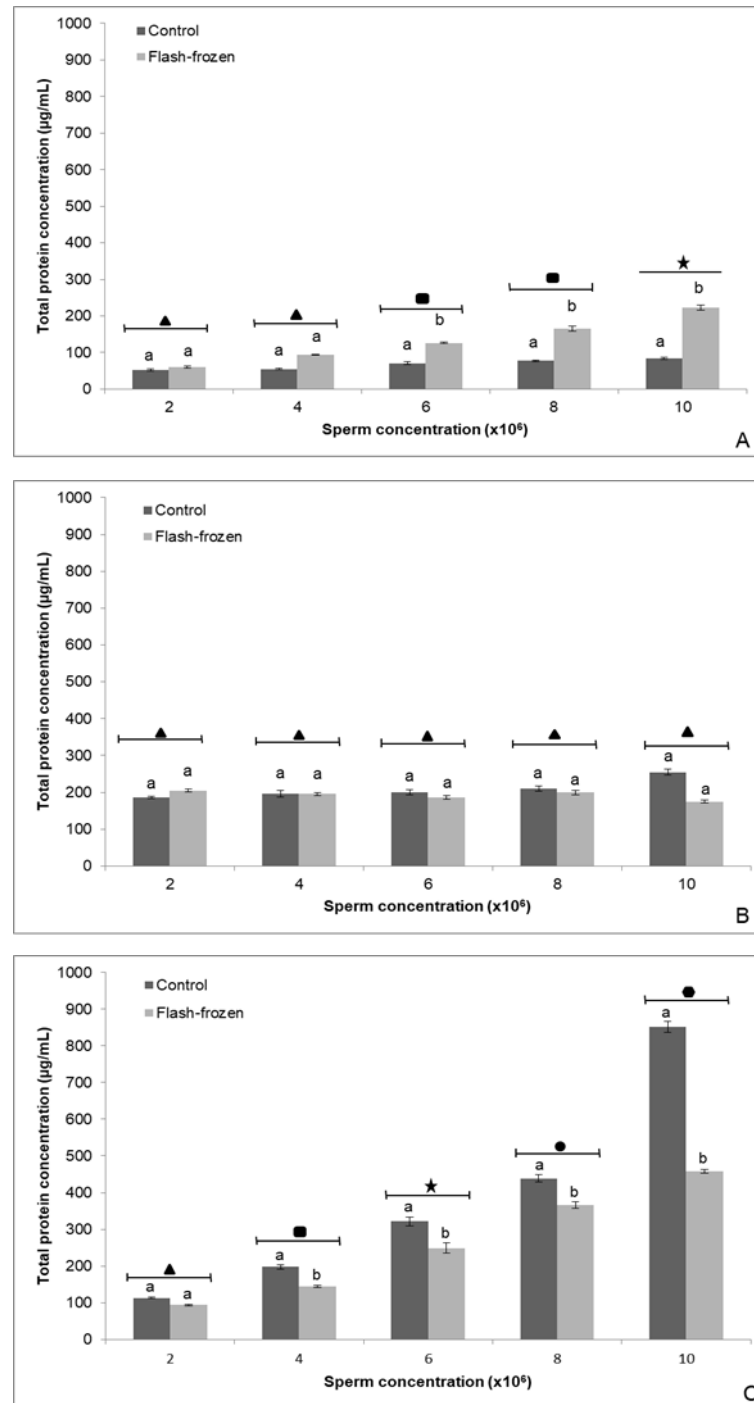 1000
900
800
700
600
500
400
300
200
100
0
Total protein concentration (µg/mL)
Control
Flash-frozen
a a a a a b a b a b
2 4 6 8 10
Sperm concentration (x10⁶)
A
1000
900
800
700
600
500
400
300
200
100
0
Total protein concentration (µg/mL)
Control
Flash-frozen
a a a a a a a a a a
2 4 6 8 10
Sperm concentration (x10⁶)
B
1000
900
800
700
600
500
400
300
200
100
0
Total protein concentration (µg/mL)
Control
Flash-frozen
a a a b a b a b a b
2 4 6 8 10
Sperm concentration (x10⁶)
C